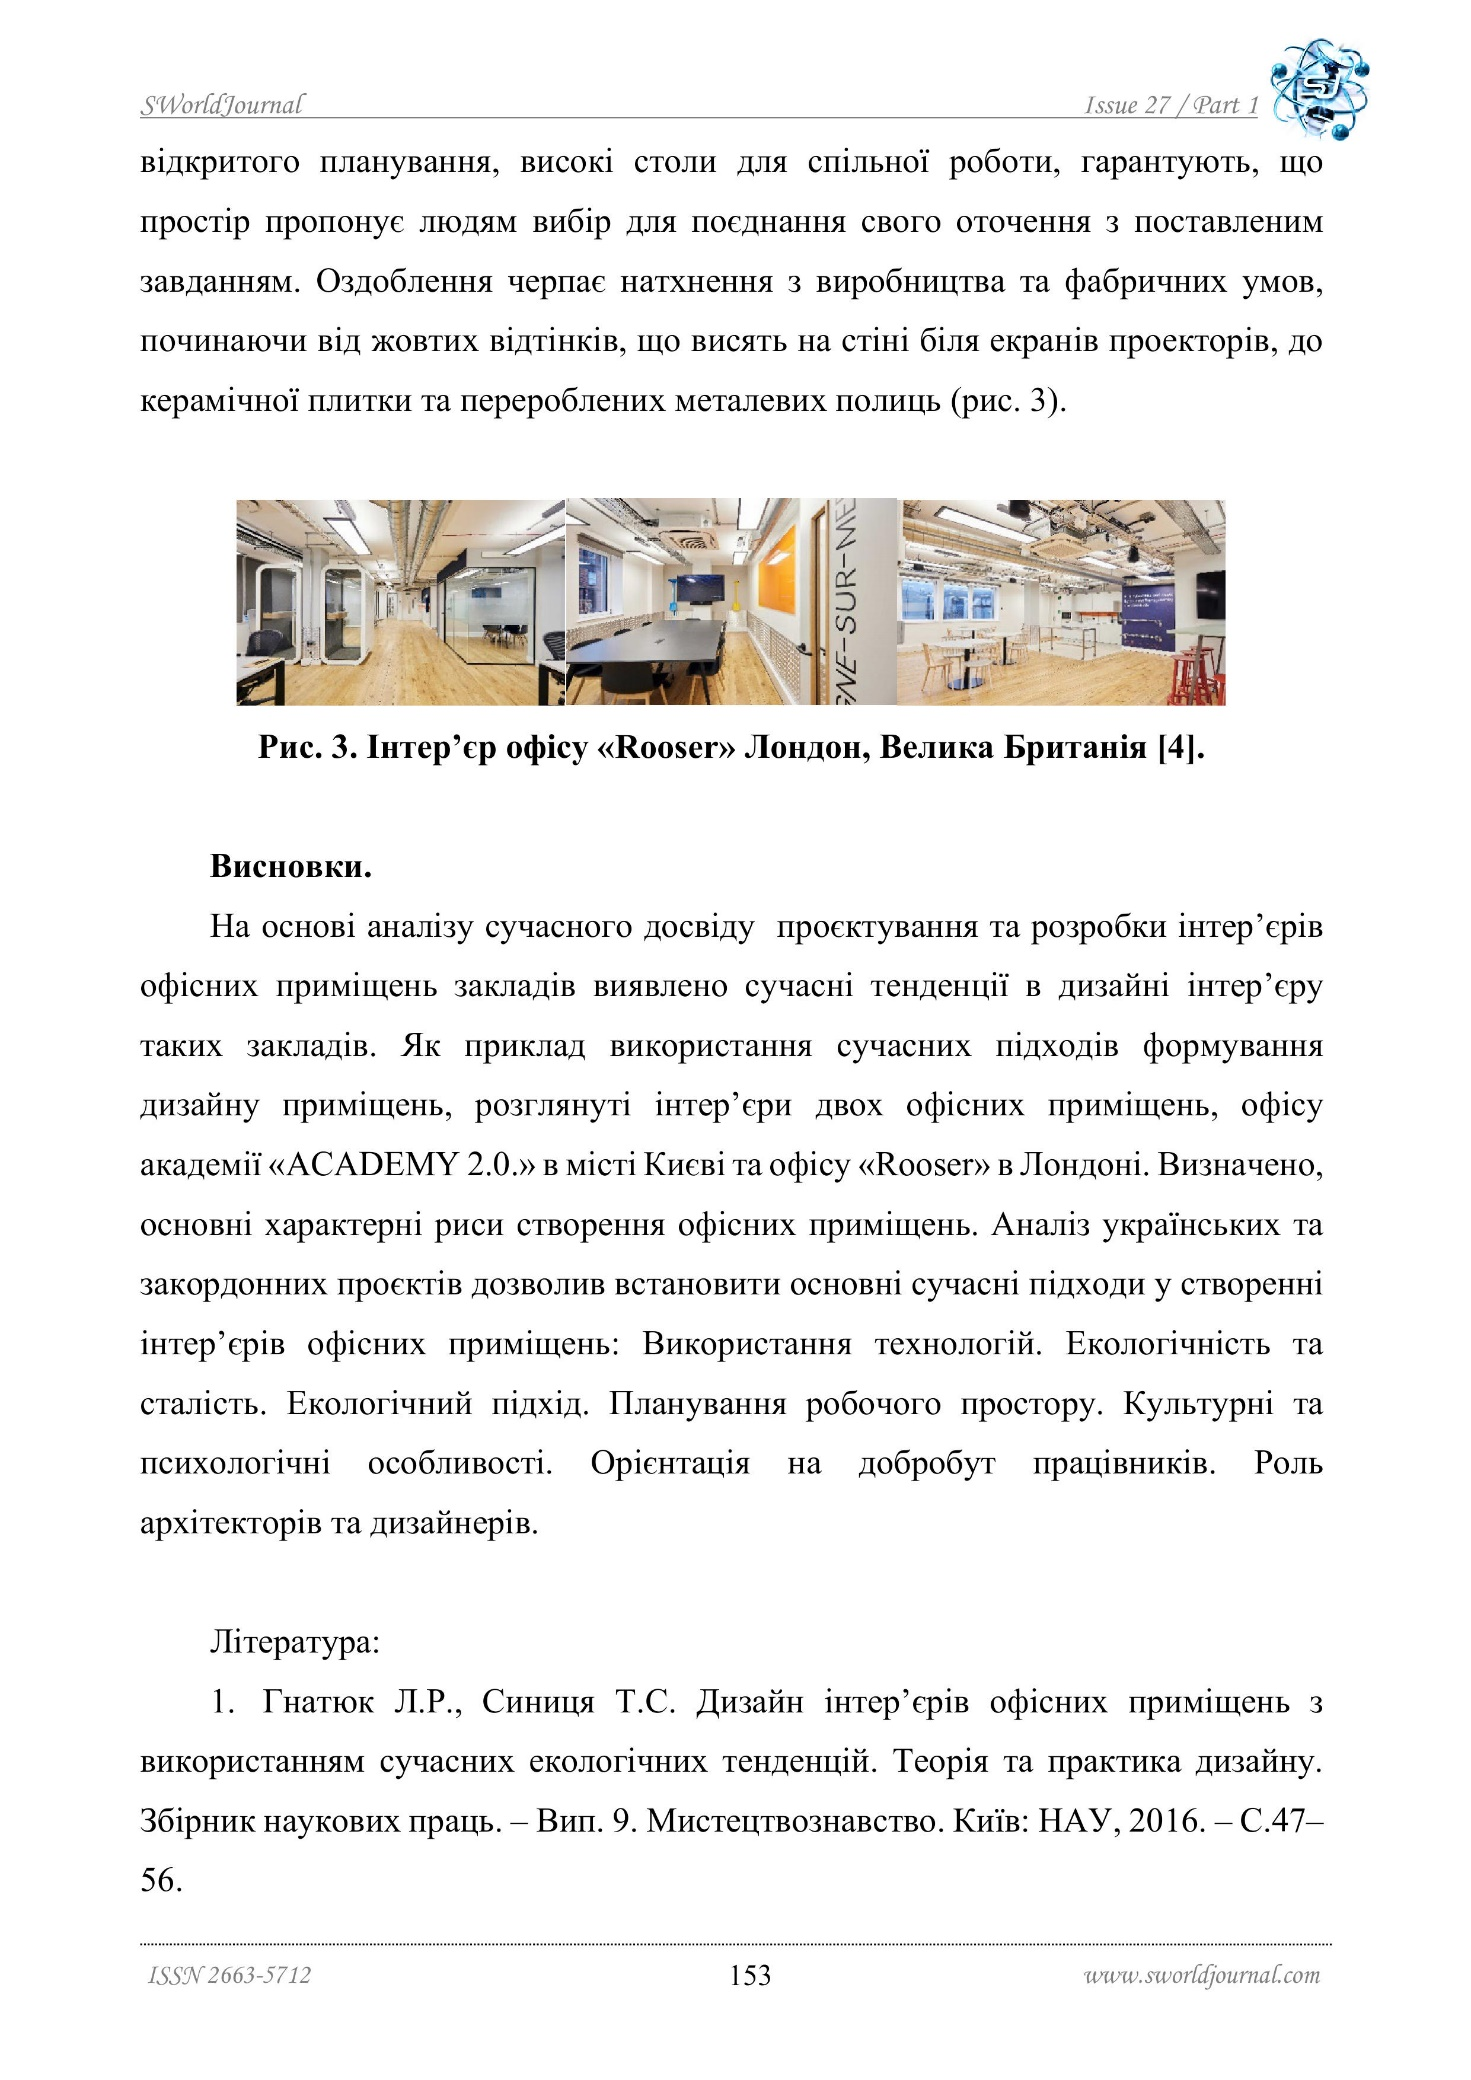 SWorldJournal Issue 27 / Part 1
SJ
відкритого планування, високі столи для спільної роботи, гарантують, що
простір пропонує людям вибір для поєднання свого оточення з поставленим
завданням. Оздоблення черпає натхнення з виробництва та фабричних умов,
починаючи від жовтих відтінків, що висять на стіні біля екранів проекторів, до
керамічної плитки та перероблених металевих полиць (рис. 3).
GNE-SUR-ME
Рис. 3. Інтер’єр офісу «Rooser» Лондон, Велика Британія [4].
Висновки.
На основі аналізу сучасного досвіду проєктування та розробки інтер’єрів
офісних приміщень закладів виявлено сучасні тенденції в дизайні інтер’єру
таких закладів. Як приклад використання сучасних підходів формування
дизайну приміщень, розглянуті інтер’єри двох офісних приміщень, офісу
академії «ACADEMY 2.0.» в місті Києві та офісу «Rooser» в Лондоні. Визначено,
основні характерні риси створення офісних приміщень. Аналіз українських та
закордонних проєктів дозволив встановити основні сучасні підходи у створенні
інтер’єрів офісних приміщень: Використання технологій. Екологічність та
сталість. Екологічний підхід. Планування робочого простору. Культурні та
психологічні особливості. Орієнтація на добробут працівників. Роль
архітекторів та дизайнерів.
Література:
1. Гнатюк Л.Р., Синиця Т.С. Дизайн інтер’єрів офісних приміщень з
використанням сучасних екологічних тенденцій. Теорія та практика дизайну.
Збірник наукових праць. – Вип. 9. Мистецтвознавство. Київ: НАУ, 2016. – С.47–
56.
ISSN 2663-5712 153 www.sworldjournal.com